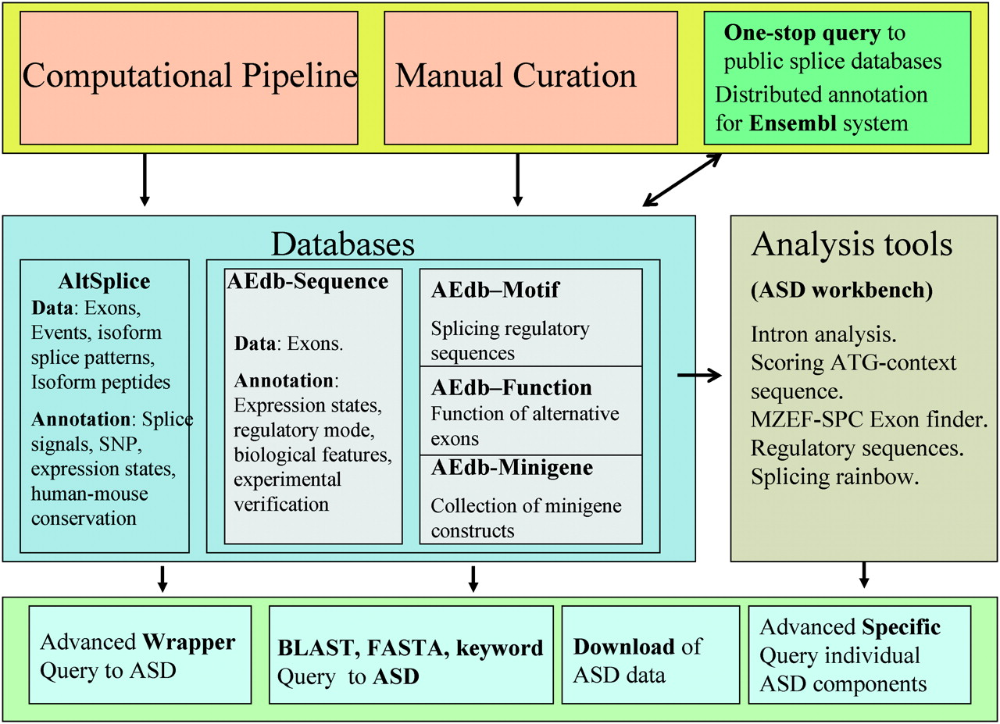 Computational Pipeline
Manual Curation
One-stop query to
public splice databases
Distributed annotation
for Ensembl system
Databases
AltSplice
Data: Exons,
Events, isoform
splice patterns,
Isoform peptides
Annotation: Splice
signals, SNP,
expression states,
human-mouse
conservation
AEdb-Sequence
Data: Exons.
Annotation:
Expression states,
regulatory mode,
biological features,
experimental
verification
AEdb–Motif
Splicing regulatory
sequences
AEdb–Function
Function of alternative
exons
AEdb-Minigene
Collection of minigene
constructs
Analysis tools
(ASD workbench)
Intron analysis.
Scoring ATG-context
sequence.
MZEF-SPC Exon finder.
Regulatory sequences.
Splicing rainbow.
Advanced Wrapper
Query to ASD
BLAST, FASTA, keyword
Query to ASD
Download of
ASD data
Advanced Specific
Query individual
ASD components